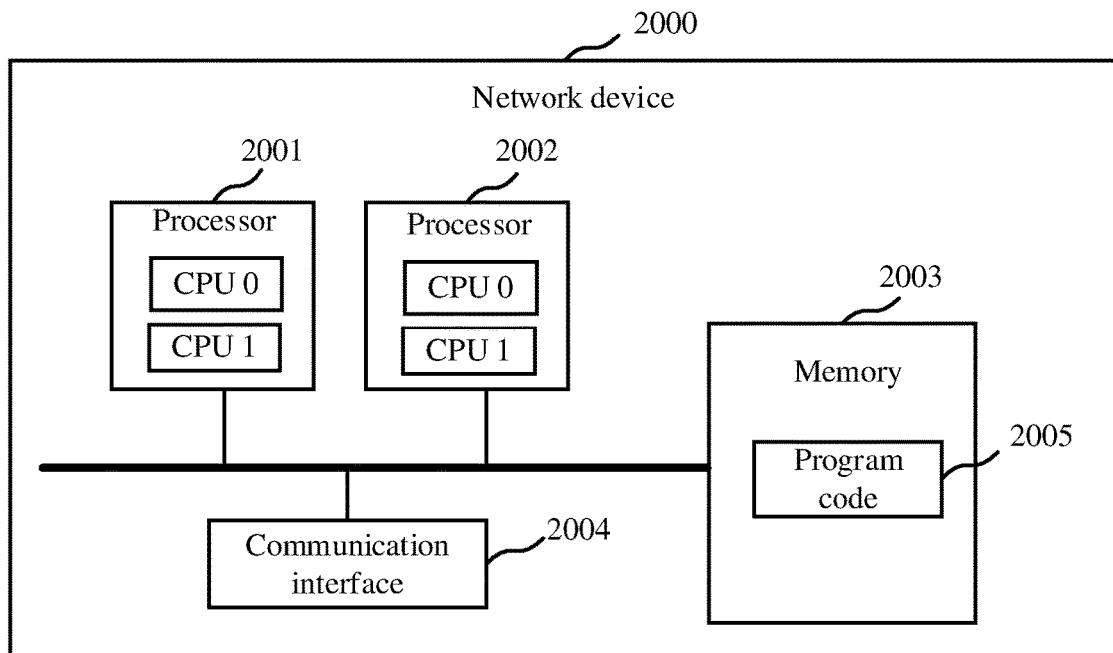 2000
Network device
2001
2002
Processor
Processor
CPU 0
CPU 0
CPU 1
CPU 1
2003
Memory
2005
Program
code
2004
Communication
interface